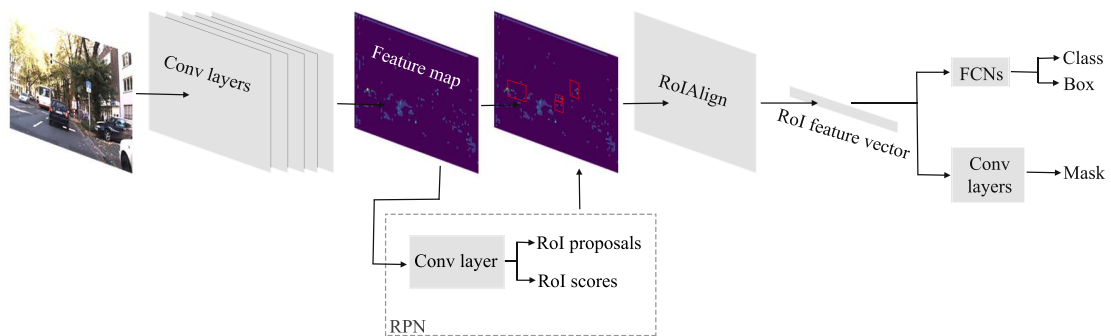 Conv layers
Feature map
RoIAlign
RoI feature vector
FCNs
Class
Box
Conv
layers
Mask
Conv layer
RoI proposals
RoI scores
RPN